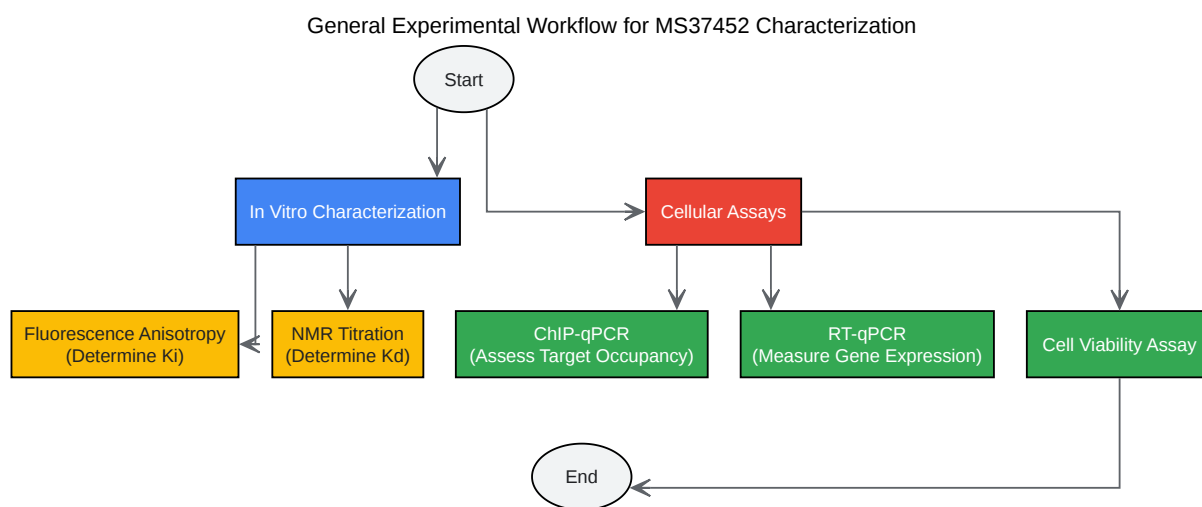 General Experimental Workflow for MS37452 Characterization
Start
In Vitro Characterization
Cellular Assays
Fluorescence Anisotropy
(Determine Ki)
NMR Titration
(Determine Kd)
ChIP-qPCR
(Assess Target Occupancy)
RT-qPCR
(Measure Gene Expression)
Cell Viability Assay
End